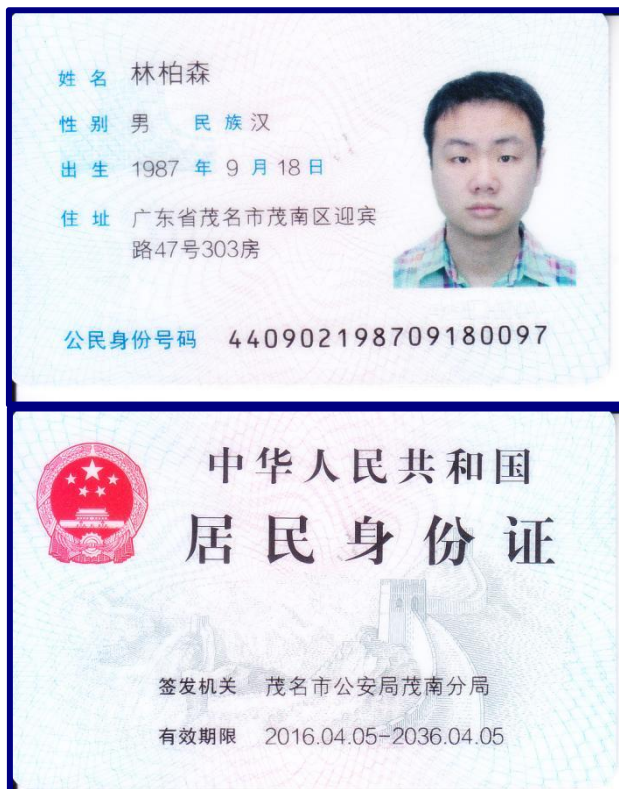 姓名 林柏森
性别 男 民族 汉
出生 1987 年 9 月 18 日
住址 广东省茂名市茂南区迎宾
路47号303房
公民身份号码 440902198709180097
中华人民共和国
居民身份证
签发机关 茂名市公安局茂南分局
有效期限 2016.04.05-2036.04.05